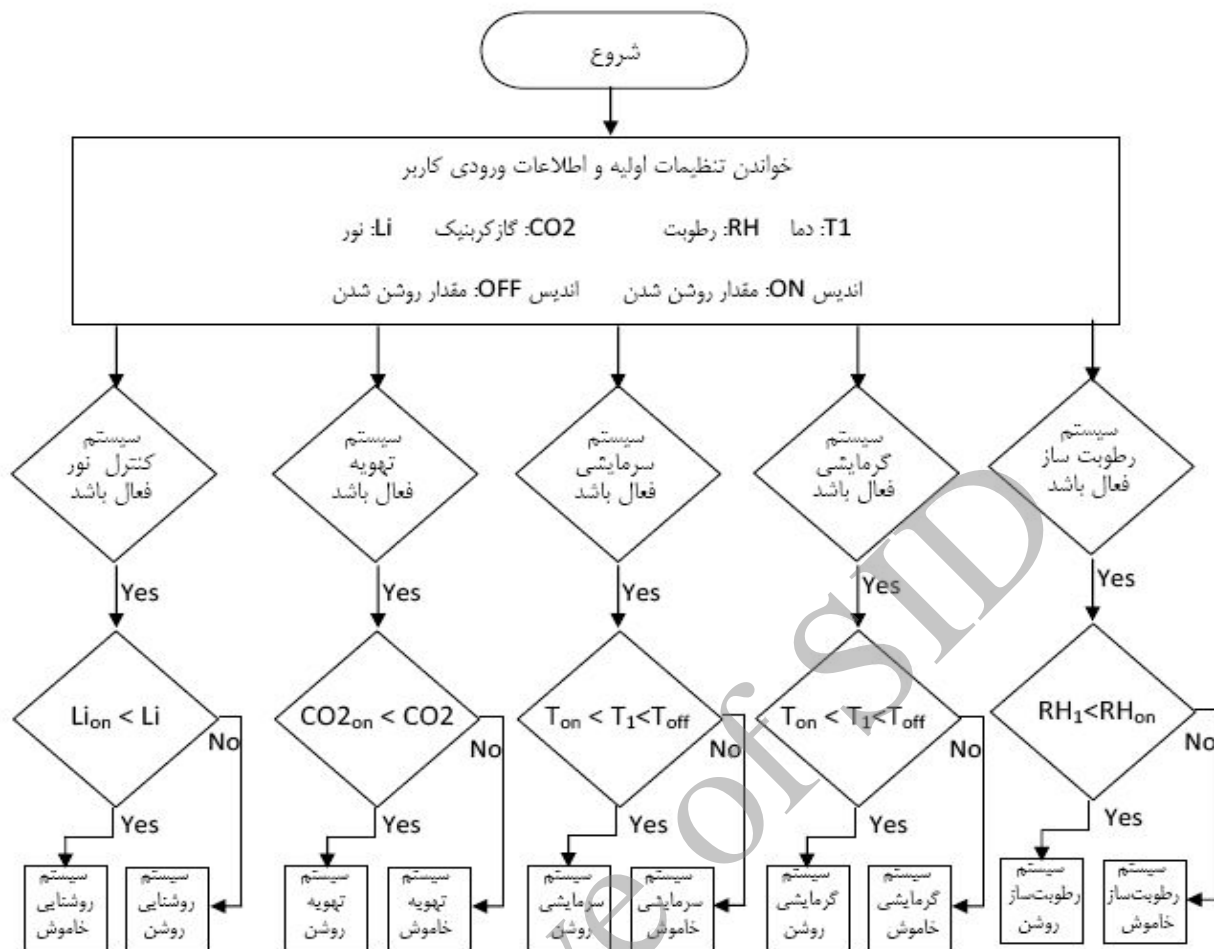 شروع
خواندن تنظیمات اولیه و اطلاعات ورودی کاربر
T1: دما RH: رطوبت CO2: گازکربنیک Li: نور
اندیس ON: مقدار روشن شدن اندیس OFF: مقدار روشن شدن
سیستم
رطوبت ساز
فعال باشد
سیستم
گرمایشی
فعال باشد
سیستم
سرمایشی
فعال باشد
سیستم
تهویه
فعال باشد
سیستم
کنترل نور
فعال باشد
Yes
Yes
Yes
Yes
Yes
RH₁<RHₒₙ
No
Tₒₙ < T₁<Tₒff
No
Tₒₙ < T₁<Tₒff
No
CO2ₒₙ < CO2
No
Liₒₙ < Li
No
Yes
Yes
Yes
Yes
Yes
سیستم
رطوبت‌ساز
خاموش
سیستم
رطوبت‌ساز
روشن
سیستم
گرمایشی
خاموش
سیستم
گرمایشی
روشن
سیستم
سرمایشی
خاموش
سیستم
سرمایشی
روشن
سیستم
تهویه
خاموش
سیستم
تهویه
روشن
سیستم
روشنایی
روشن
سیستم
روشنایی
خاموش
ve of SID